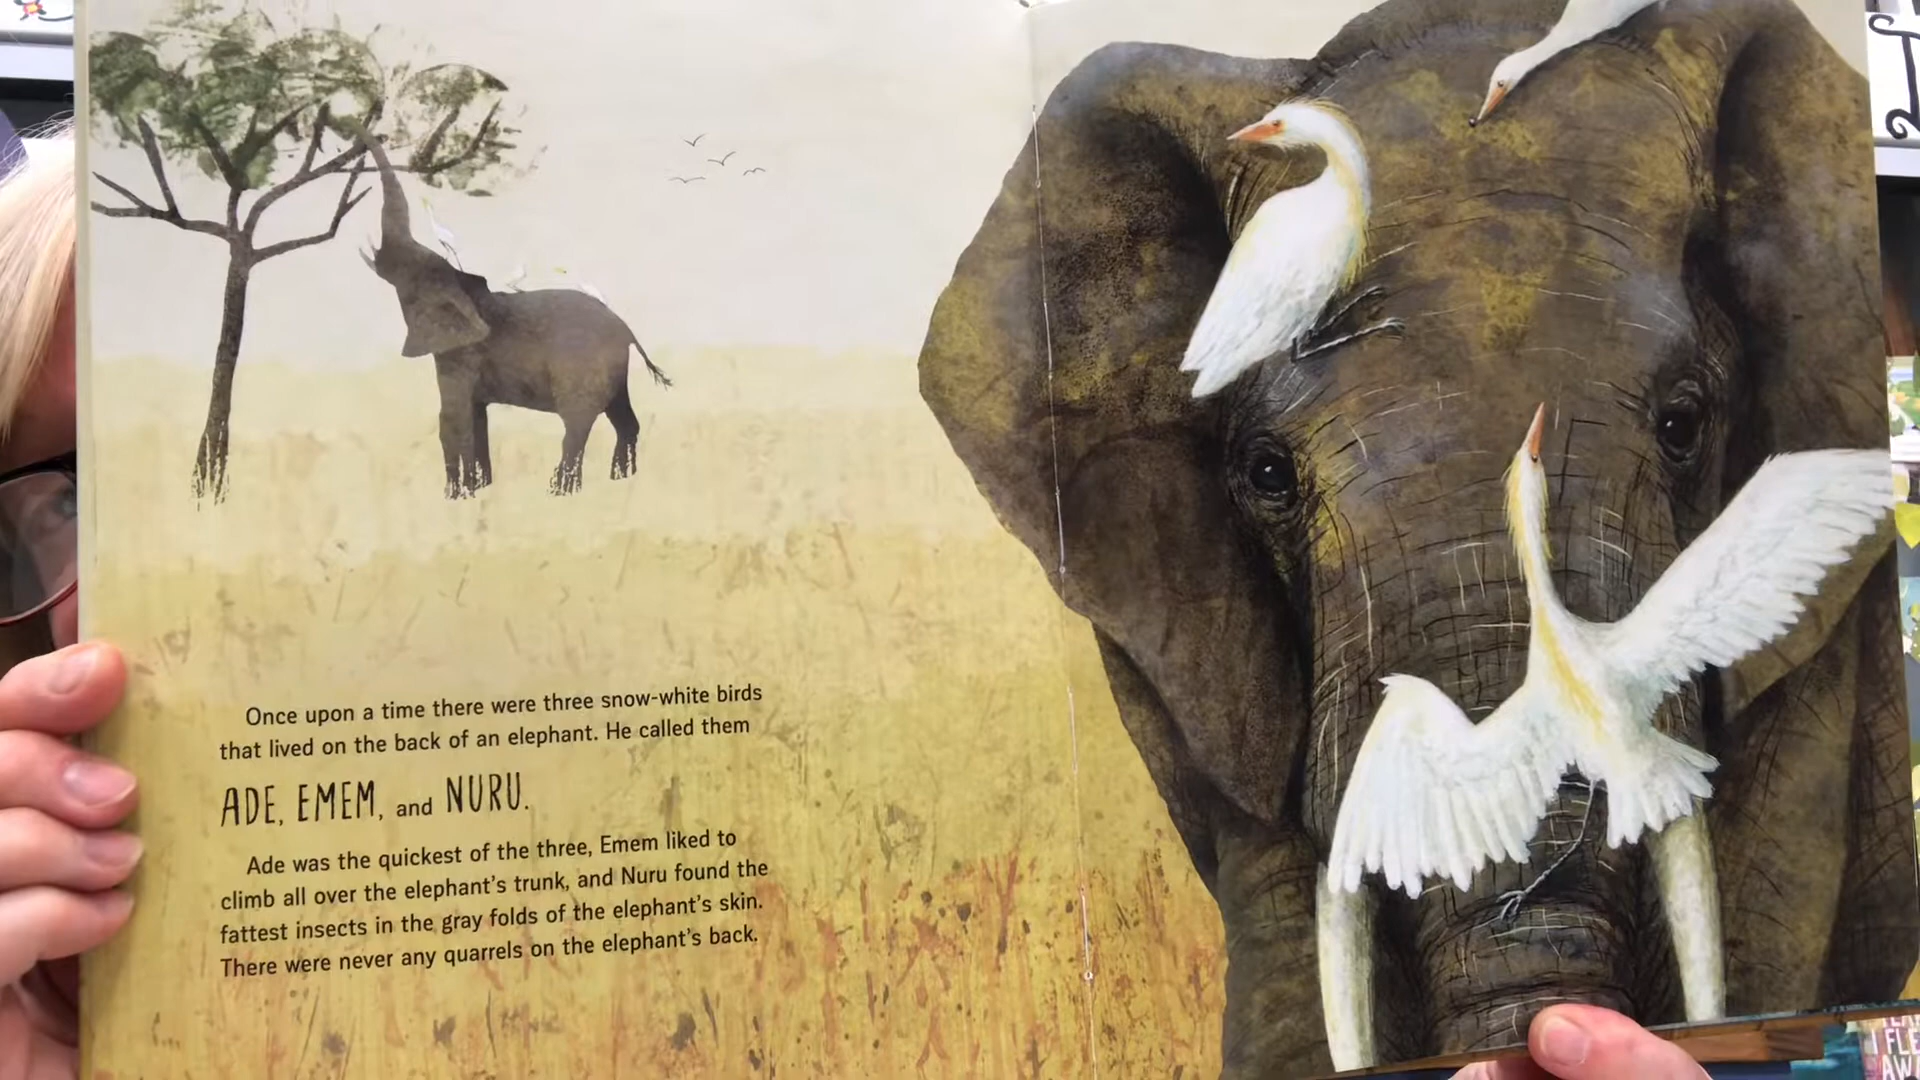 Once upon a time there were three snow-white birds
that lived on the back of an elephant. He called them
ADE, EMEM, and NURU.
Ade was the quickest of the three, Emem liked to
climb all over the elephant's trunk, and Nuru found the
fattest insects in the gray folds of the elephant's skin.
There were never any quarrels on the elephant's back.
I FLE
AW